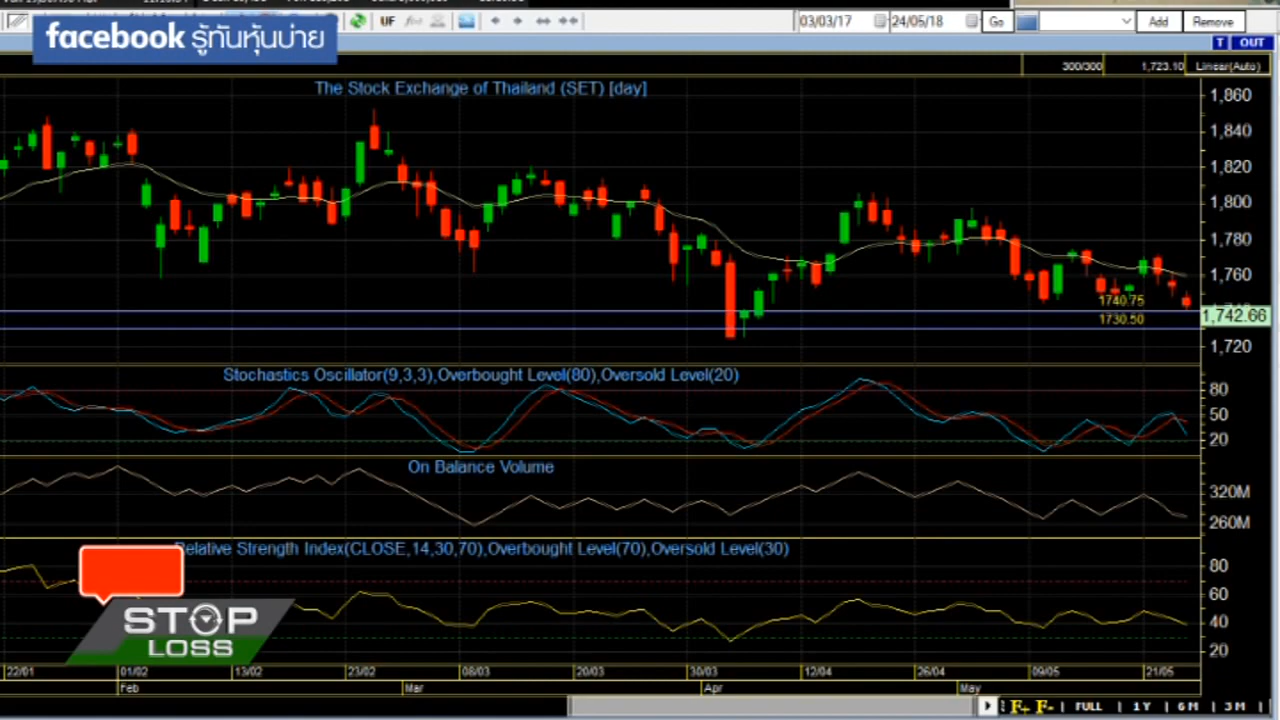 UF
03/03/17
24/05/18
Go
Add
Remove
facebook รู้ทันหุ้นบ่าย
T OUT
300/300 1,723.10 Linear(Auto)
The Stock Exchange of Thailand (SET) [day]
1,860
1,840
1,820
1,800
1,780
1,760
1740.75
1,742.66
1730.50
1,720
Stochastics Oscillator(9,3,3),Overbought Level(80),Oversold Level(20)
80
50
20
On Balance Volume
320M
260M
Relative Strength Index(CLOSE,14,30,70),Overbought Level(70),Oversold Level(30)
80
60
40
20
STOP
LOSS
22/01 01/02 13/02 23/02 08/03 20/03 30/03 12/04 26/04 09/05 21/05
Feb Mar Apr May
F+ F- | FULL | 1Y | 6M | 3M |